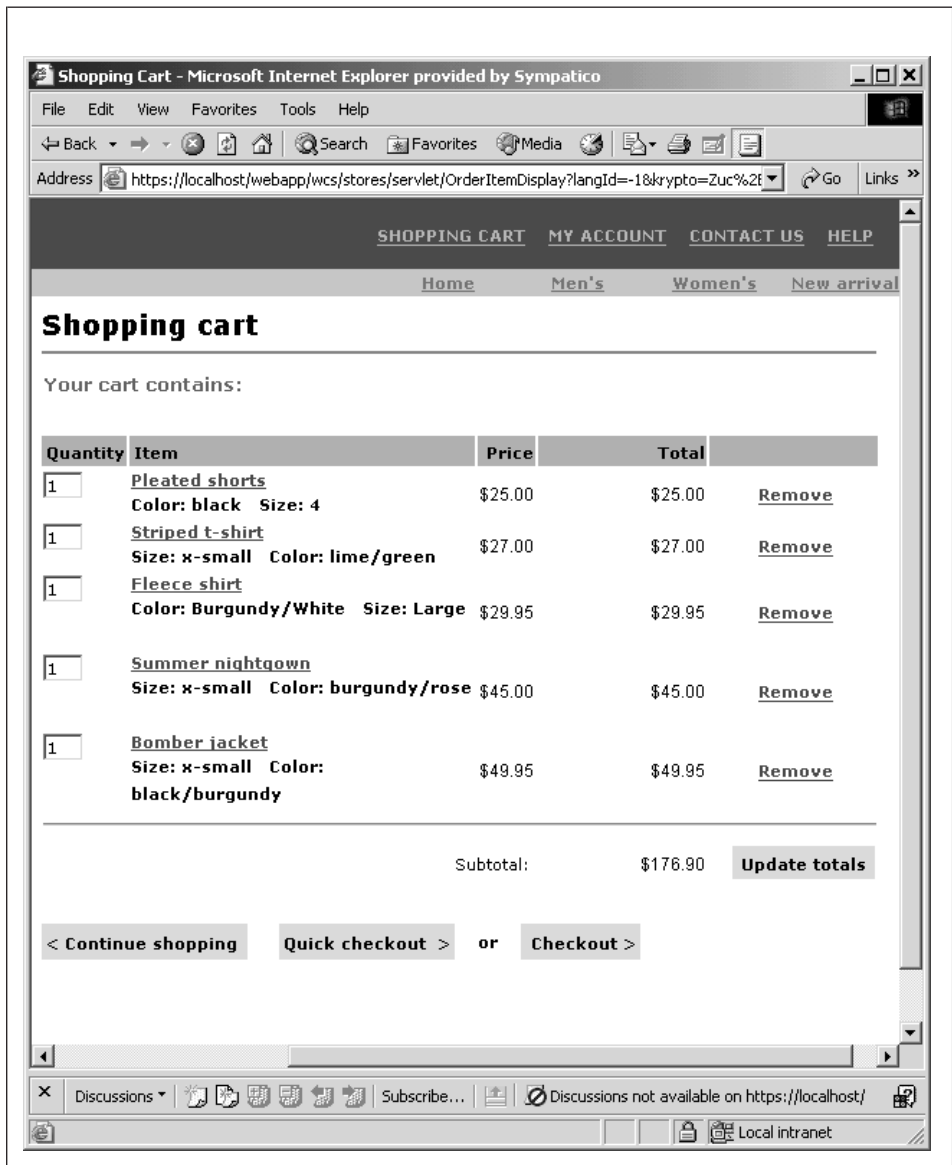 Shopping Cart - Microsoft Internet Explorer provided by Sympatico
File Edit View Favorites Tools Help
Back Search Favorites Media
Address https://localhost/webapp/wcs/stores/servlet/OrderItemDisplay?langId=-1&krypto=Zuc%2E Go Links »
SHOPPING CART MY ACCOUNT CONTACT US HELP
Home Men's Women's New arrival
Shopping cart
Your cart contains:
Quantity Item Price Total
1 Pleated shorts
Color: black Size: 4 $25.00 $25.00 Remove
1 Striped t-shirt
Size: x-small Color: lime/green $27.00 $27.00 Remove
1 Fleece shirt
Color: Burgundy/White Size: Large $29.95 $29.95 Remove
1 Summer nightgown
Size: x-small Color: burgundy/rose $45.00 $45.00 Remove
1 Bomber jacket
Size: x-small Color: $49.95 $49.95 Remove
black/burgundy
Subtotal: $176.90 Update totals
< Continue shopping Quick checkout > or Checkout >
× Discussions Subscribe... Discussions not available on https://localhost/
Local intranet